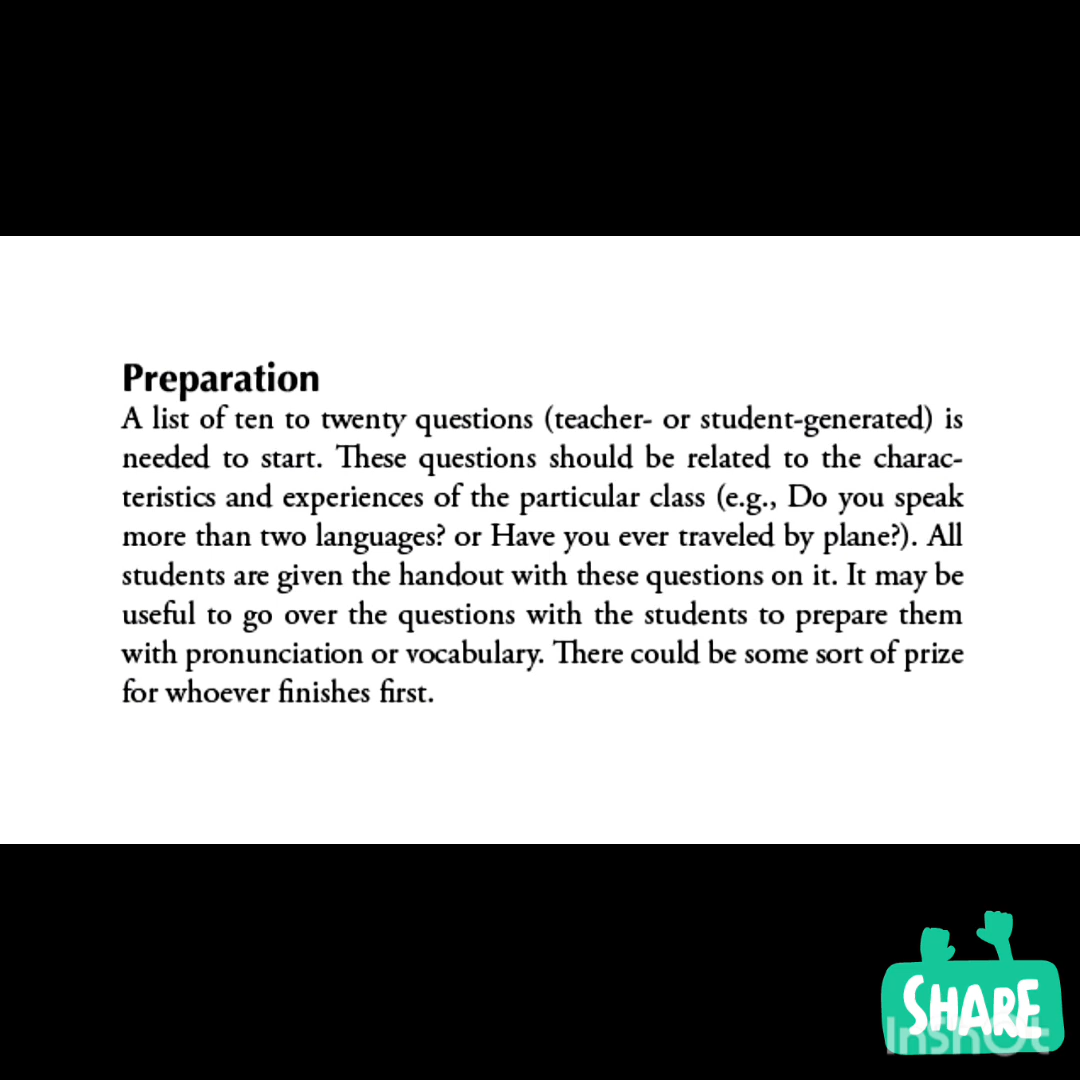 Preparation
A list of ten to twenty questions (teacher- or student-generated) is
needed to start. These questions should be related to the charac-
teristics and experiences of the particular class (e.g., Do you speak
more than two languages? or Have you ever traveled by plane?). All
students are given the handout with these questions on it. It may be
useful to go over the questions with the students to prepare them
with pronunciation or vocabulary. There could be some sort of prize
for whoever finishes first.
SHARE
InShOt